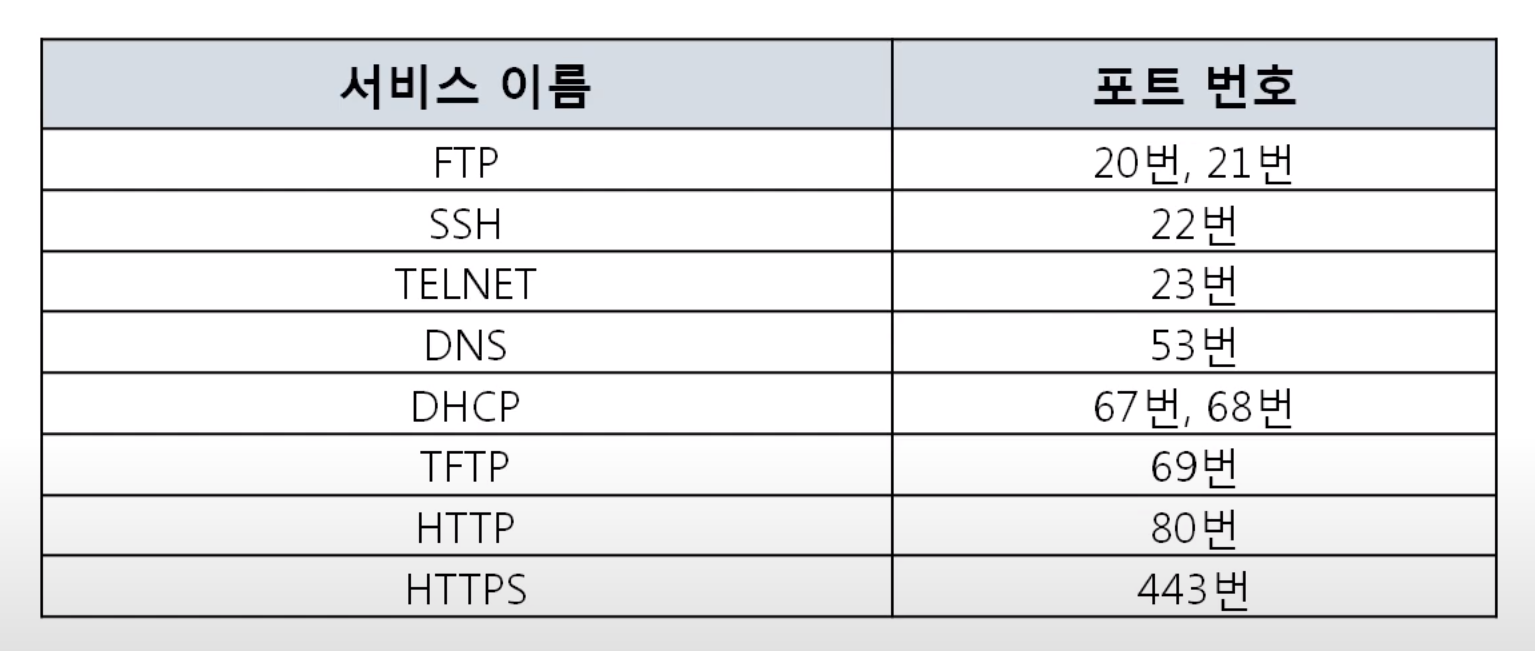 서비스 이름 포트 번호
FTP 20번, 21번
SSH 22번
TELNET 23번
DNS 53번
DHCP 67번, 68번
TFTP 69번
HTTP 80번
HTTPS 443번